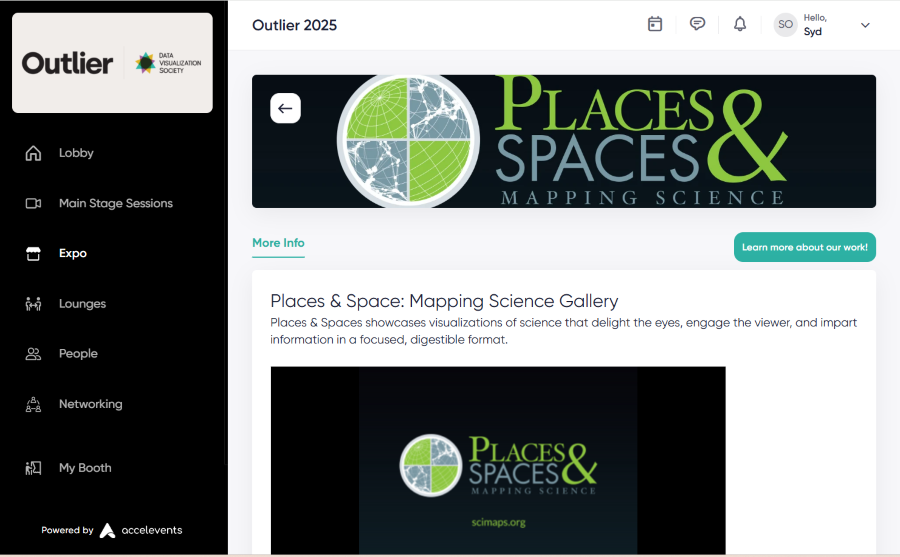 Outlier
DATA
VISUALIZATION
SOCIETY
Lobby
Main Stage Sessions
Expo
Lounges
People
Networking
My Booth
Powered by accelevents
Outlier 2025
SO
Hello,
Syd
PLACES &
SPACES
MAPPING SCIENCE
More Info
Learn more about our work!
Places & Space: Mapping Science Gallery
Places & Spaces showcases visualizations of science that delight the eyes, engage the viewer, and impart
information in a focused, digestible format.
PLACES &
SPACES
MAPPING SCIENCE
scimaps.org